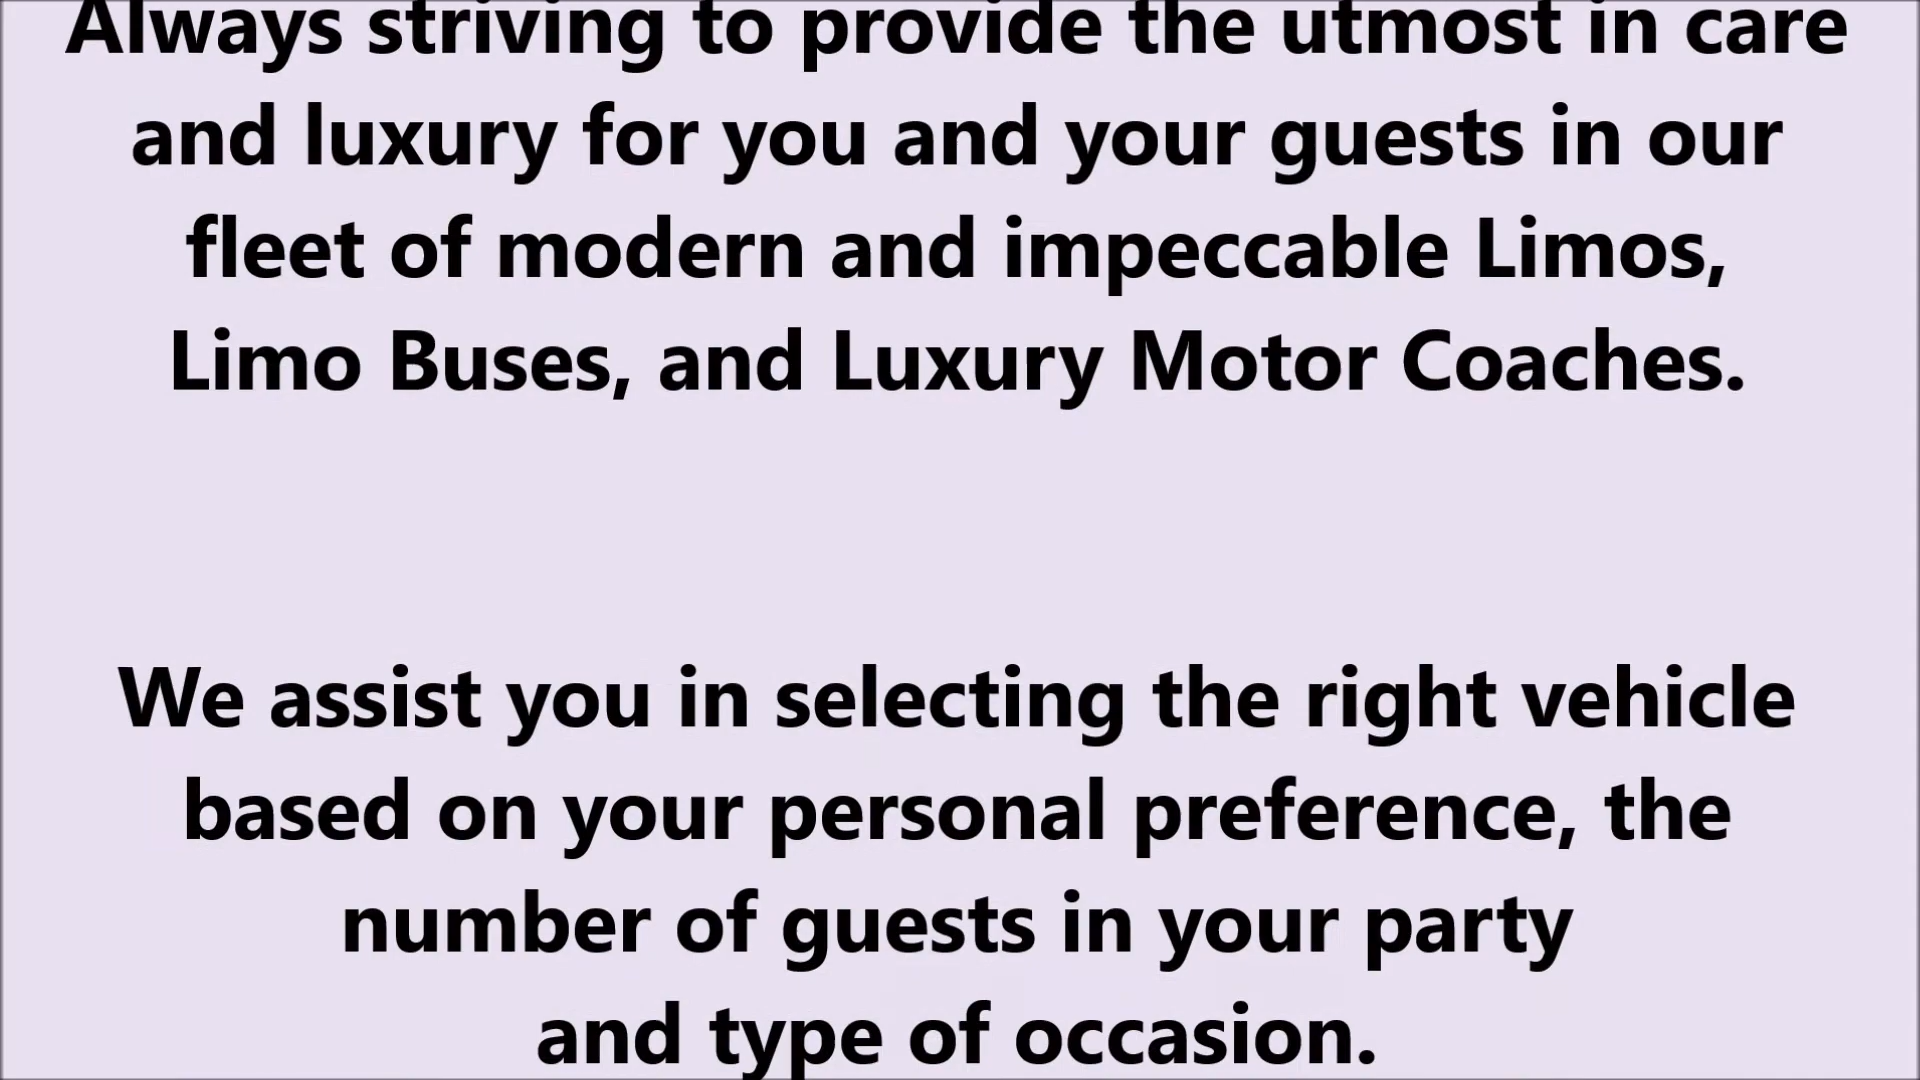 Always striving to provide the utmost in care
and luxury for you and your guests in our
fleet of modern and impeccable Limos,
Limo Buses, and Luxury Motor Coaches.
We assist you in selecting the right vehicle
based on your personal preference, the
number of guests in your party
and type of occasion.